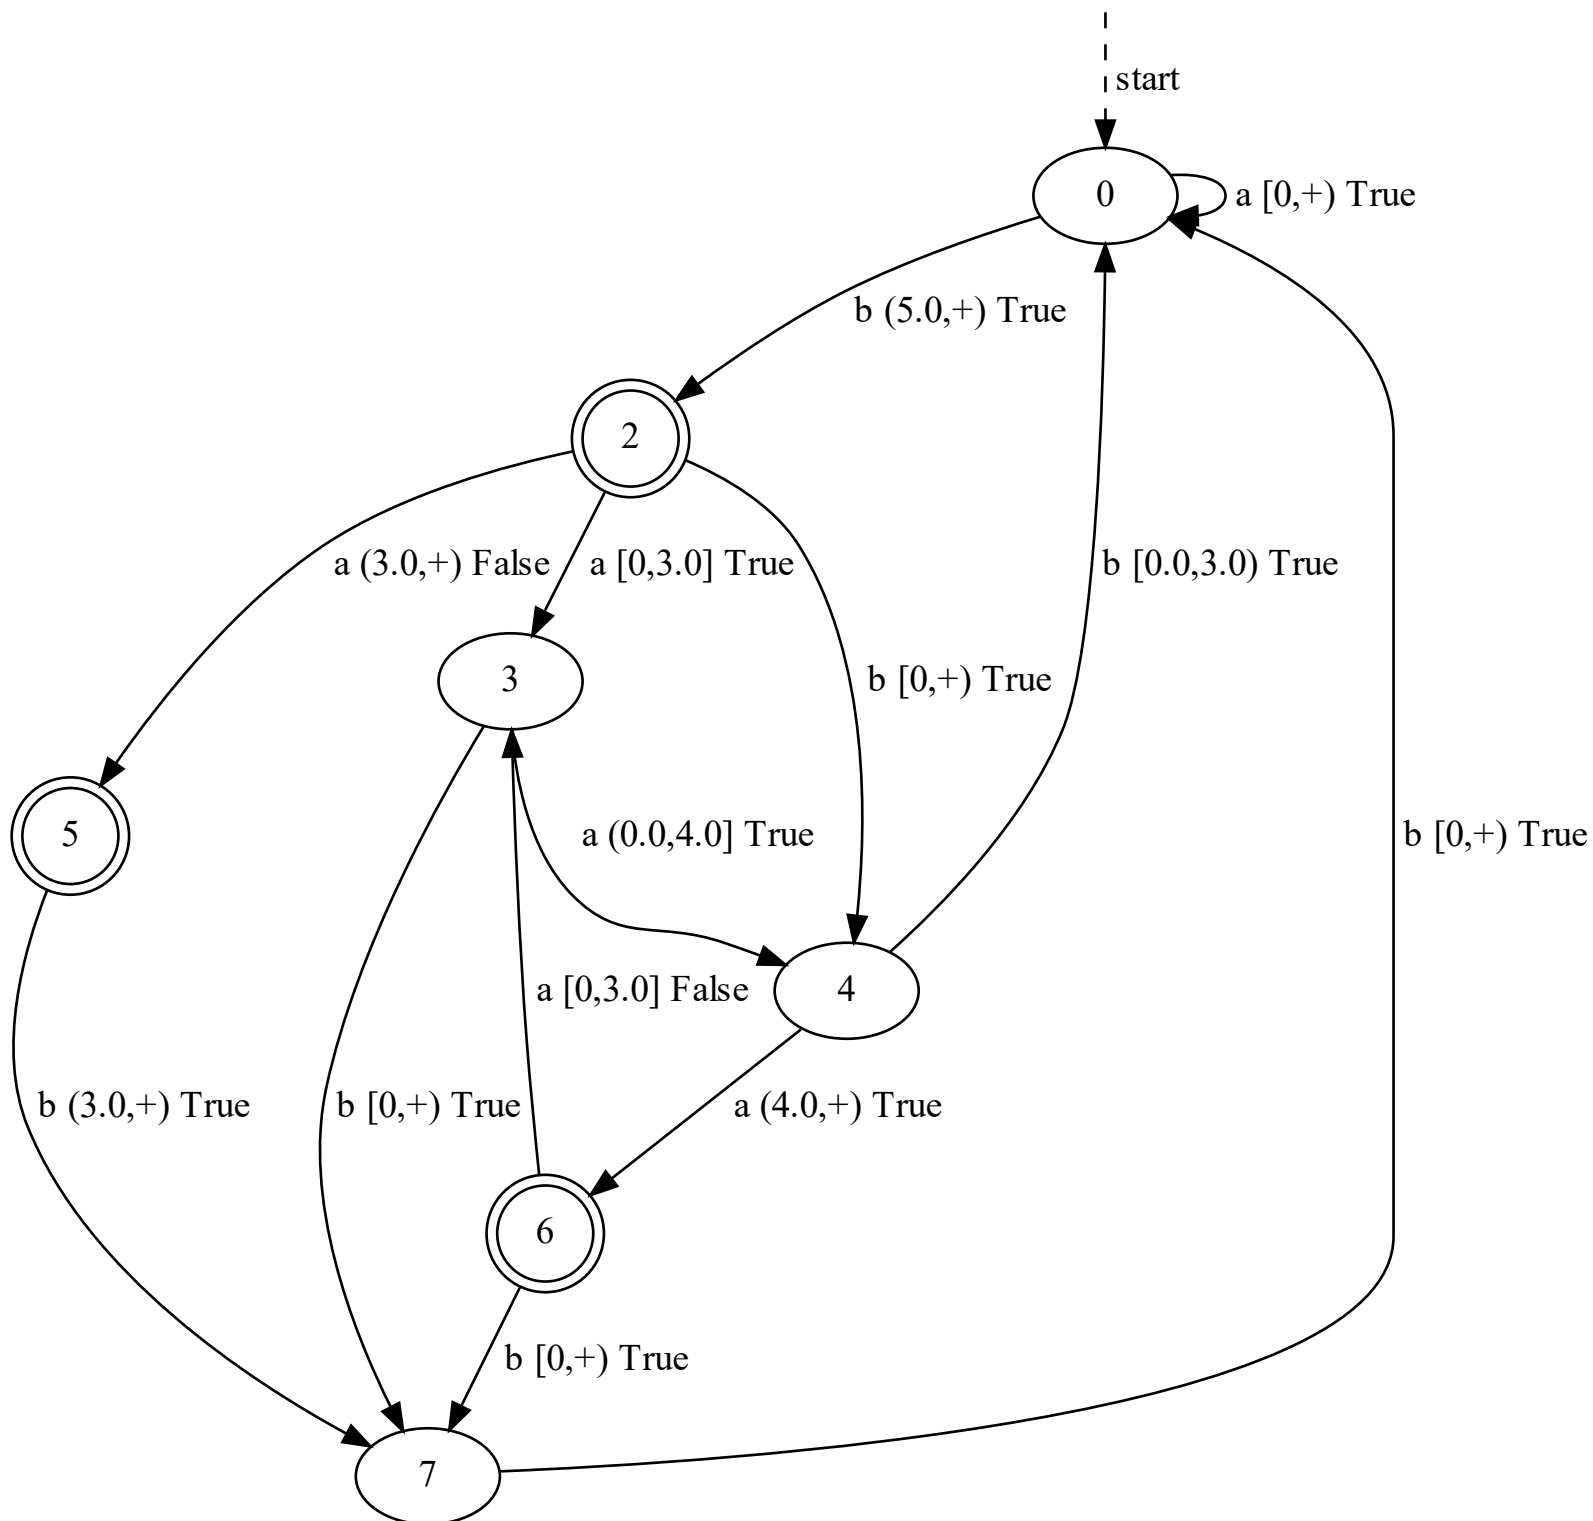 start
0
a [0,+) True
b (5.0,+) True
2
a (3.0,+) False
a [0,3.0] True
b [0.0,3.0) True
3
b [0,+) True
5
a (0.0,4.0] True
b [0,+) True
a [0,3.0] False
4
b (3.0,+) True
b [0,+) True
a (4.0,+) True
6
b [0,+) True
7